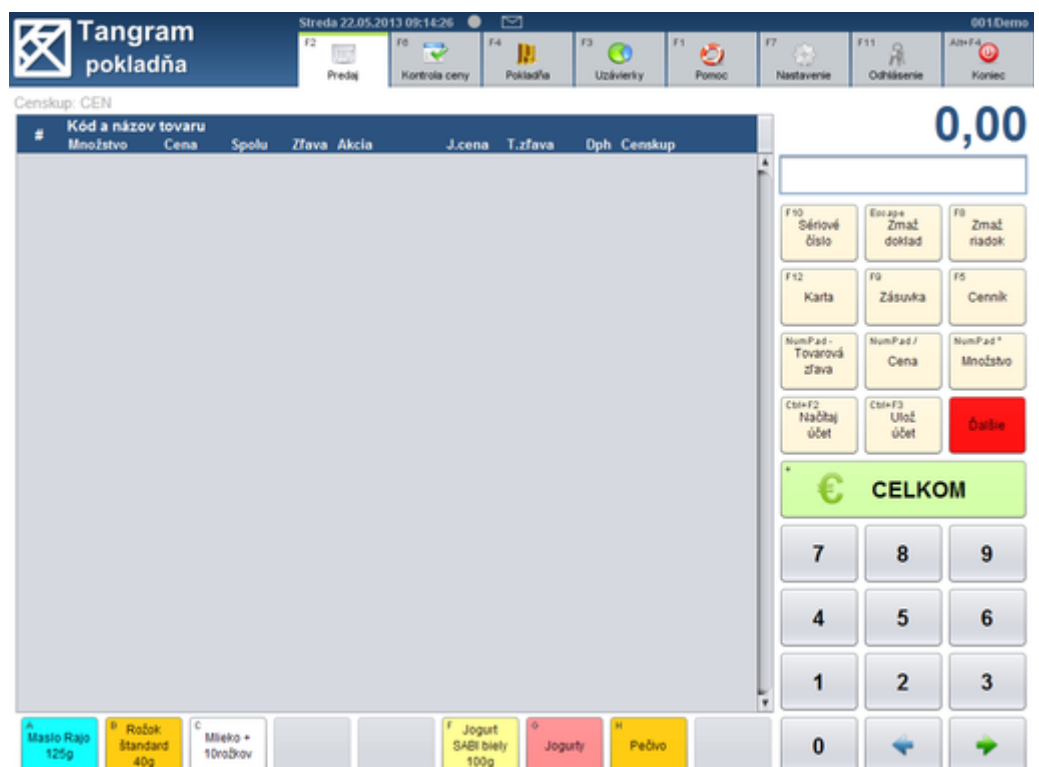 Tangram
pokladňa
Streda 22.05.2013 09:14:26
001/Demo
F2
Predaj
F6
Kontrola ceny
F4
Pokladňa
F3
Uzávierky
F1
Pomoc
F7
Nastavenie
F11
Odhlásenie
Alt+F4
Koniec
Censkup: CEN
0,00
# Kód a názov tovaru
Množstvo Cena Spolu Zľava Akcia J.cena T.zľava Dph Censkup
F10
Sériové
číslo
Escape
Zmaž
doklad
F8
Zmaž
riadok
F12
Karta
F9
Zásuvka
F5
Cenník
NumPad -
Tovarová
zľava
NumPad /
Cena
NumPad *
Množstvo
Ctrl+F2
Načítaj
účet
Ctrl+F3
Ulož
účet
Ďalšie
+
€ CELKOM
7 8 9
4 5 6
1 2 3
0
A
Maslo Rajo
125g
B
Rožok
štandard
40g
C
Mlieko +
10rožkov
F
Jogurt
SABI biely
100g
G
Jogurty
H
Pečivo